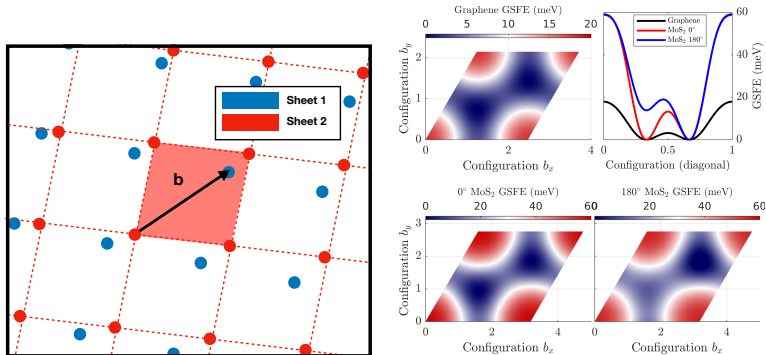 Sheet 1
Sheet 2
b
Graphene GSFE (meV)
0 5 10 15 20
Configuration b_y
2
1
0
0 2 4
Configuration b_x
Graphene
MoS₂ 0°
MoS₂ 180°
60
40
20
0
GSFE (meV)
0 0.5 1
Configuration (diagonal)
0° MoS₂ GSFE (meV)
0 20 40 60
Configuration b_y
3
2
1
0
0 2 4
Configuration b_x
180° MoS₂ GSFE (meV)
0 20 40 60
0 2 4
Configuration b_x